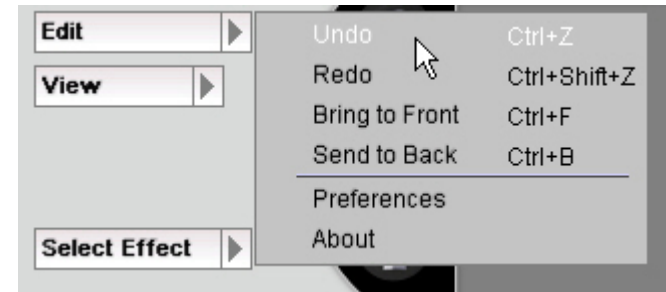 Edit
Undo Ctrl+Z
View
Redo Ctrl+Shift+Z
Bring to Front Ctrl+F
Send to Back Ctrl+B
Preferences
Select Effect
About